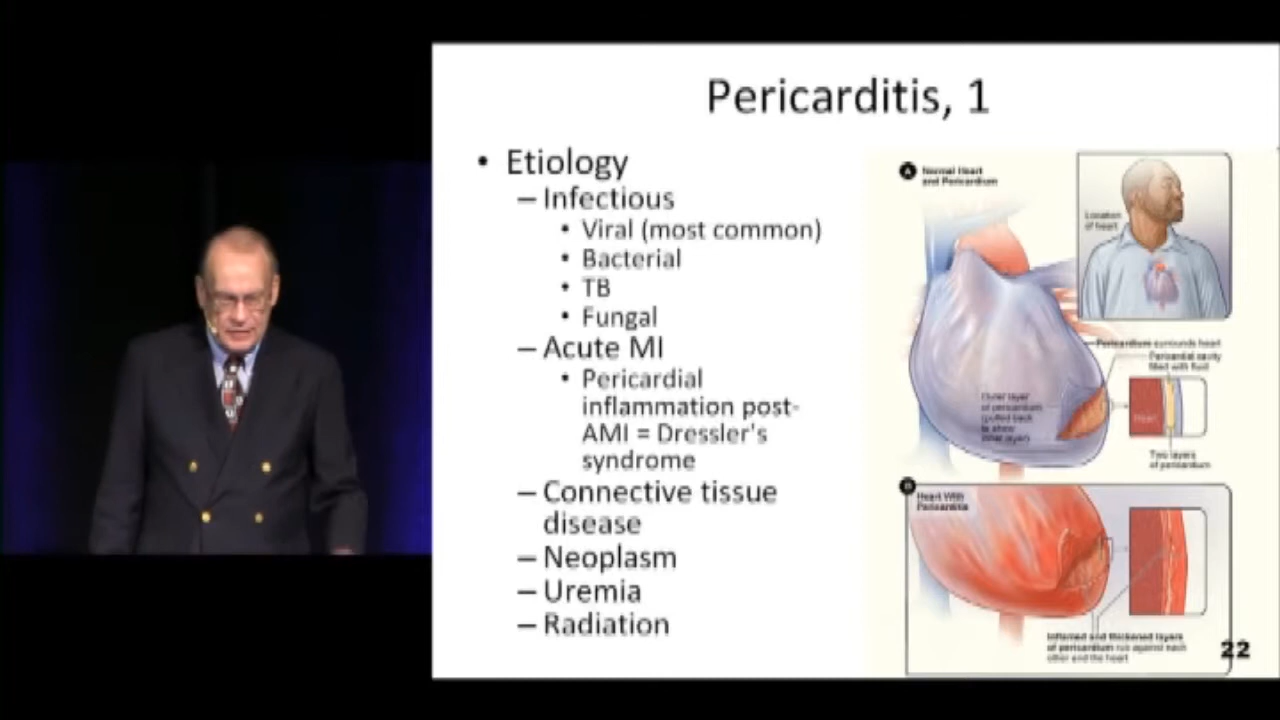 Pericarditis, 1
• Etiology
– Infectious
• Viral (most common)
• Bacterial
• TB
• Fungal
– Acute MI
• Pericardial
inflammation post-
AMI = Dressler's
syndrome
– Connective tissue
disease
– Neoplasm
– Uremia
– Radiation
A Normal Heart
and Pericardium
Location
of heart
Pericardium surrounds heart
Pericardial cavity
filled with fluid
Outer layer
of pericardium
(pulled back
to show
inner layer)
Heart
Two layers
of pericardium
B Heart With
Pericarditis
Inflamed and thickened layers
of pericardium rub against each
other and the heart
22